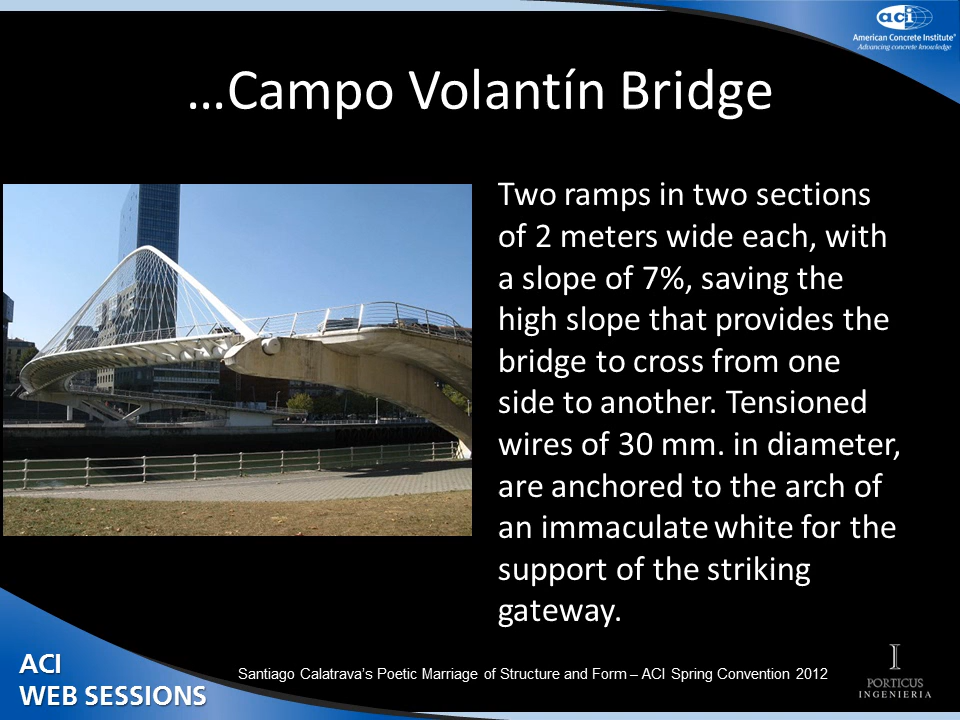 aci
American Concrete Institute®
Advancing concrete knowledge
…Campo Volantín Bridge
Two ramps in two sections
of 2 meters wide each, with
a slope of 7%, saving the
high slope that provides the
bridge to cross from one
side to another. Tensioned
wires of 30 mm. in diameter,
are anchored to the arch of
an immaculate white for the
support of the striking
gateway.
ACI
WEB SESSIONS
Santiago Calatrava’s Poetic Marriage of Structure and Form – ACI Spring Convention 2012
I
PORTICUS
INGENIERIA